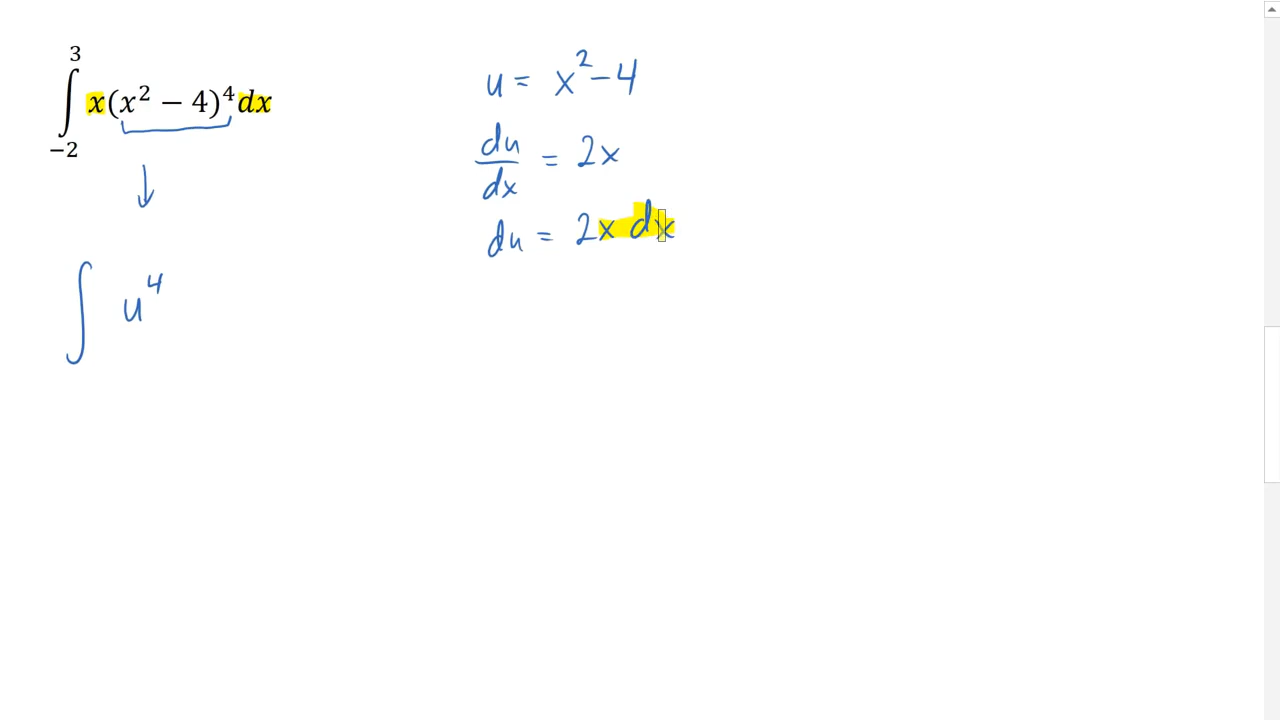 ∫_{-2}^{3} x(x² − 4)⁴dx
∫ u⁴
u = x² − 4
du/dx = 2x
du = 2x dx